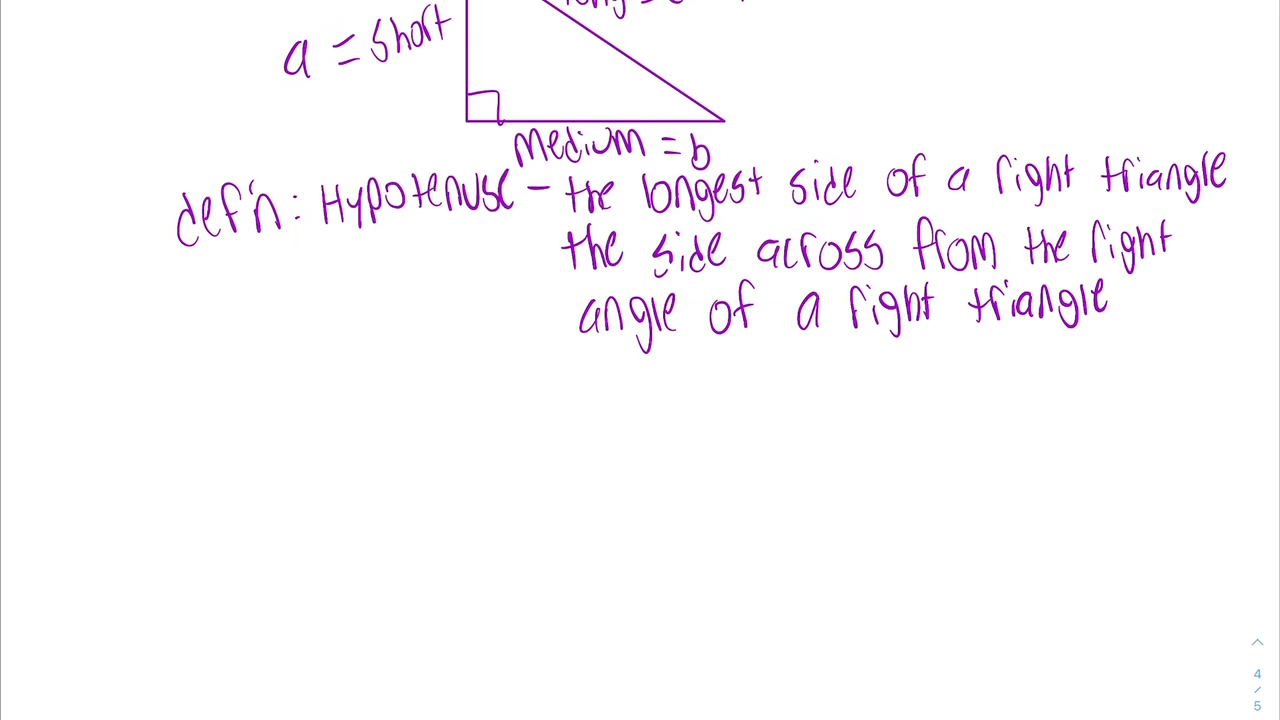 a = short
medium = b
def'n: Hypotenuse - the longest side of a right triangle
the side across from the right
angle of a right triangle
4
/
5